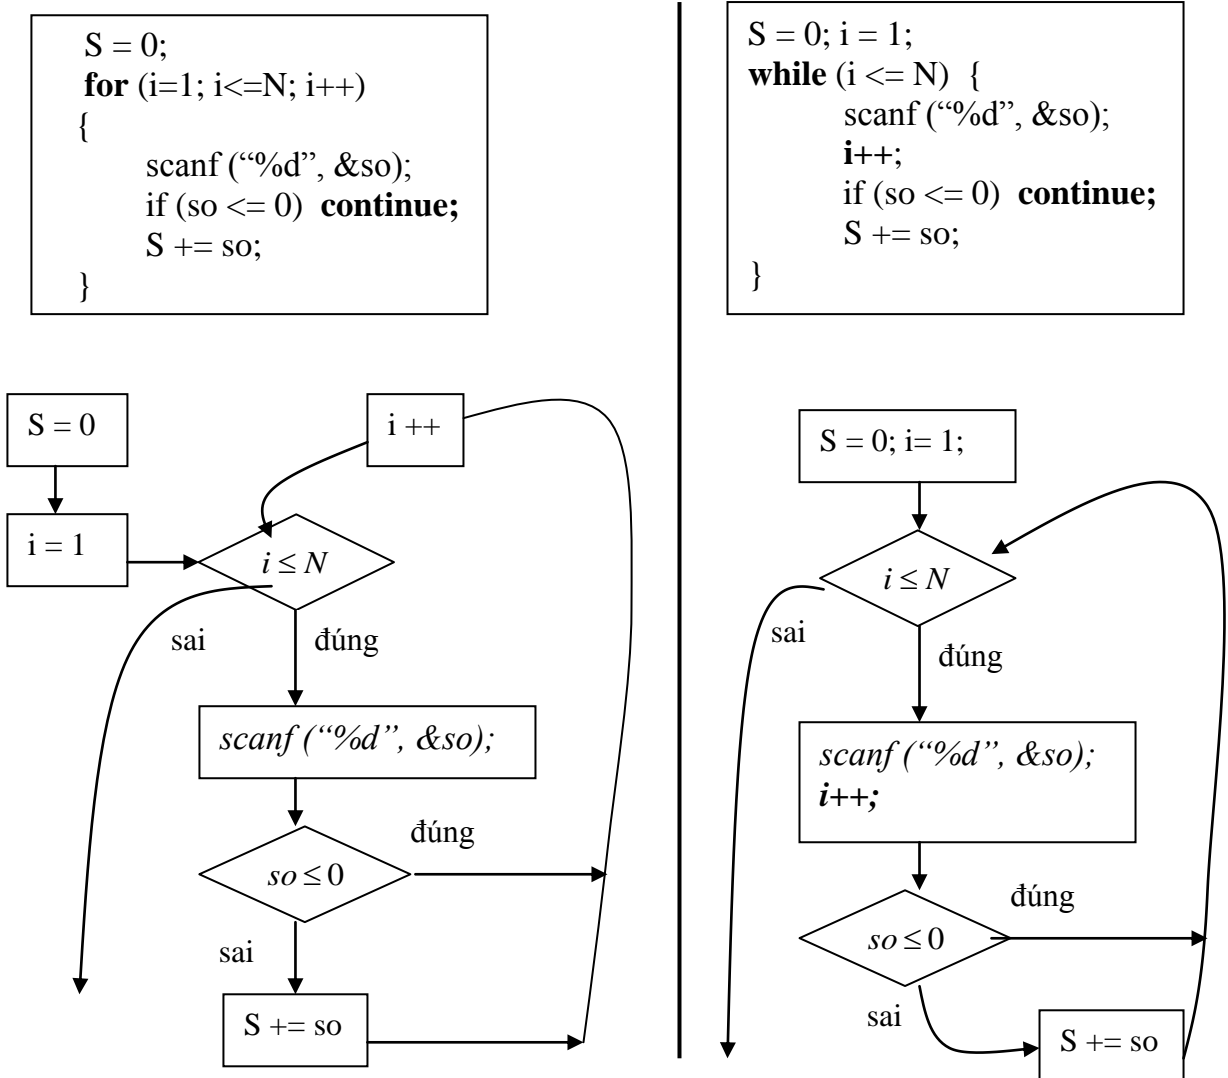 S = 0;
for (i=1; i<=N; i++)
{
scanf (“%d”, &so);
if (so <= 0) continue;
S += so;
}
S = 0; i = 1;
while (i <= N) {
scanf (“%d”, &so);
i++;
if (so <= 0) continue;
S += so;
}
S = 0
i ++
i = 1
i ≤ N
sai
đúng
scanf (“%d”, &so);
đúng
so ≤ 0
sai
S += so
S = 0; i= 1;
i ≤ N
sai
đúng
scanf (“%d”, &so);
i++;
đúng
so ≤ 0
sai
S += so